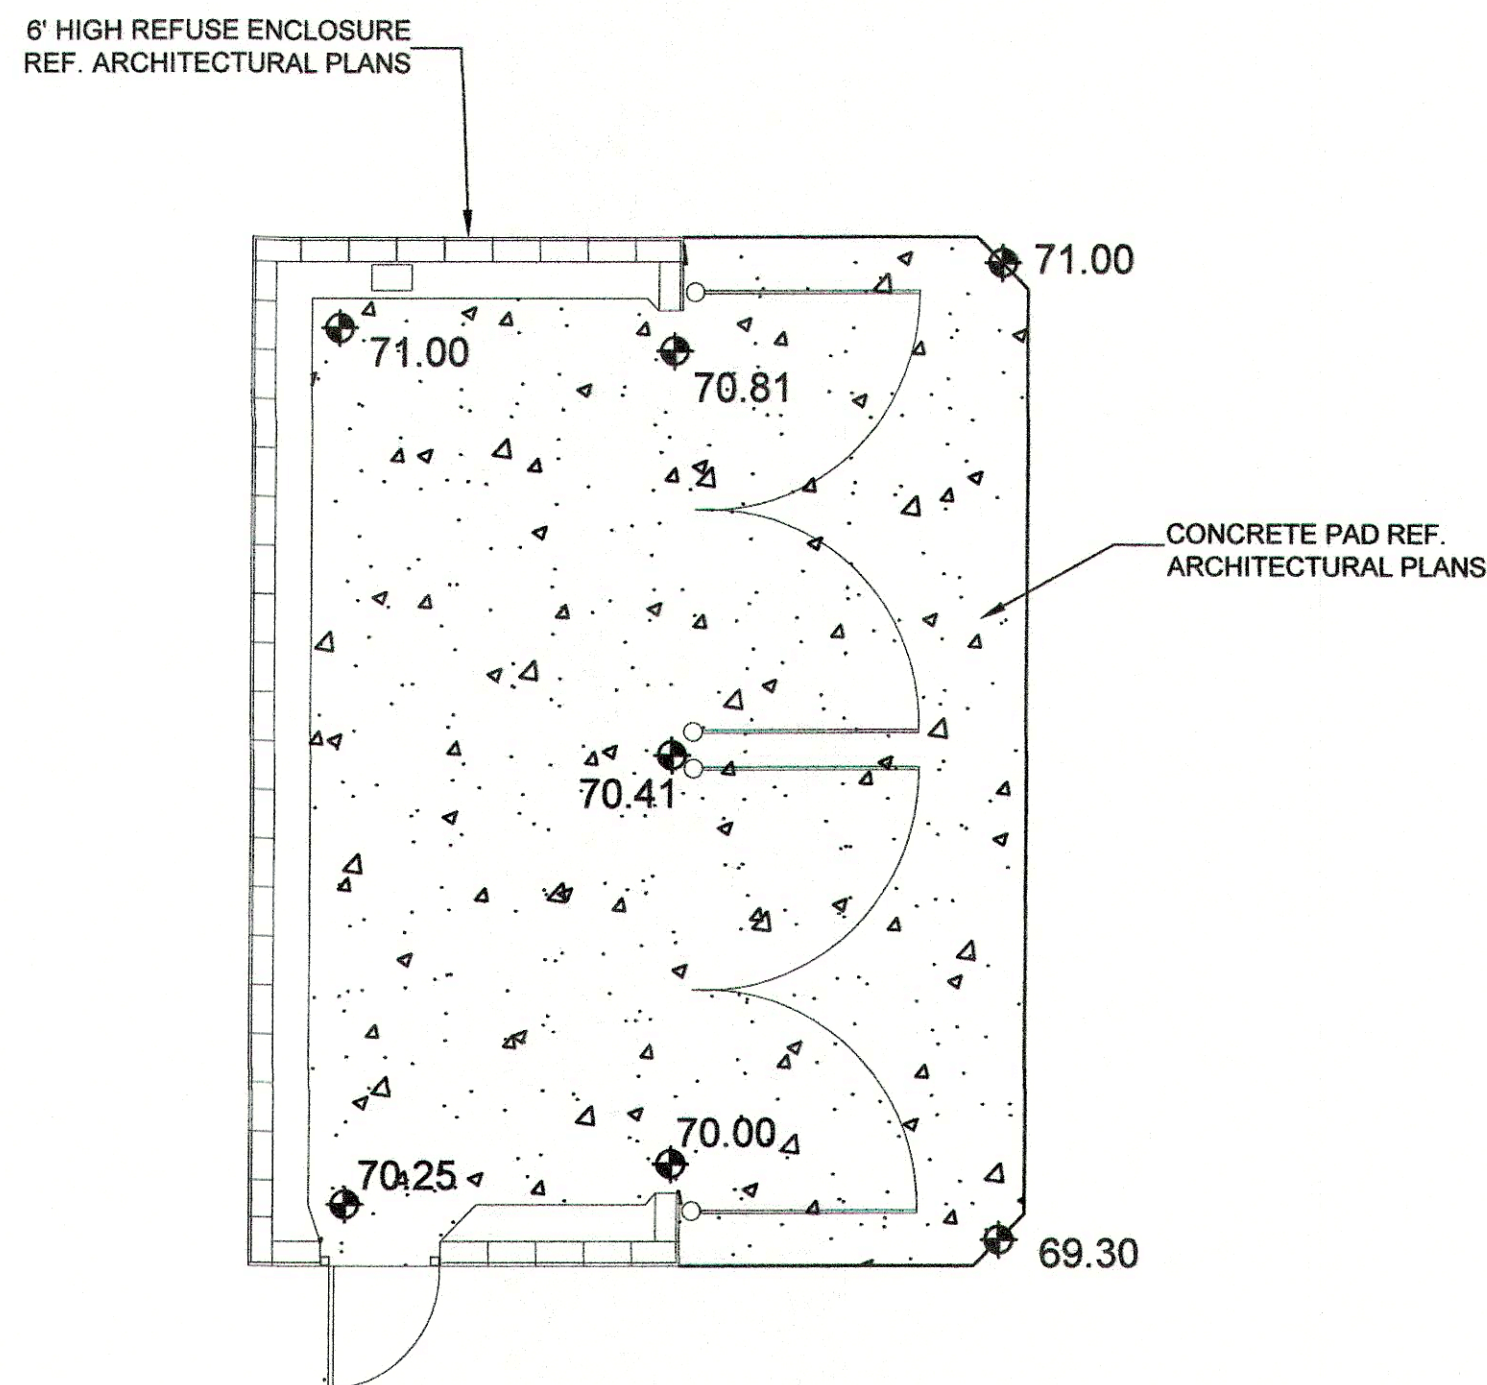 6' HIGH REFUSE ENCLOSURE
REF. ARCHITECTURAL PLANS
71.00
71.00
70.81
CONCRETE PAD REF.
ARCHITECTURAL PLANS
70.41
70.00
70.25
69.30